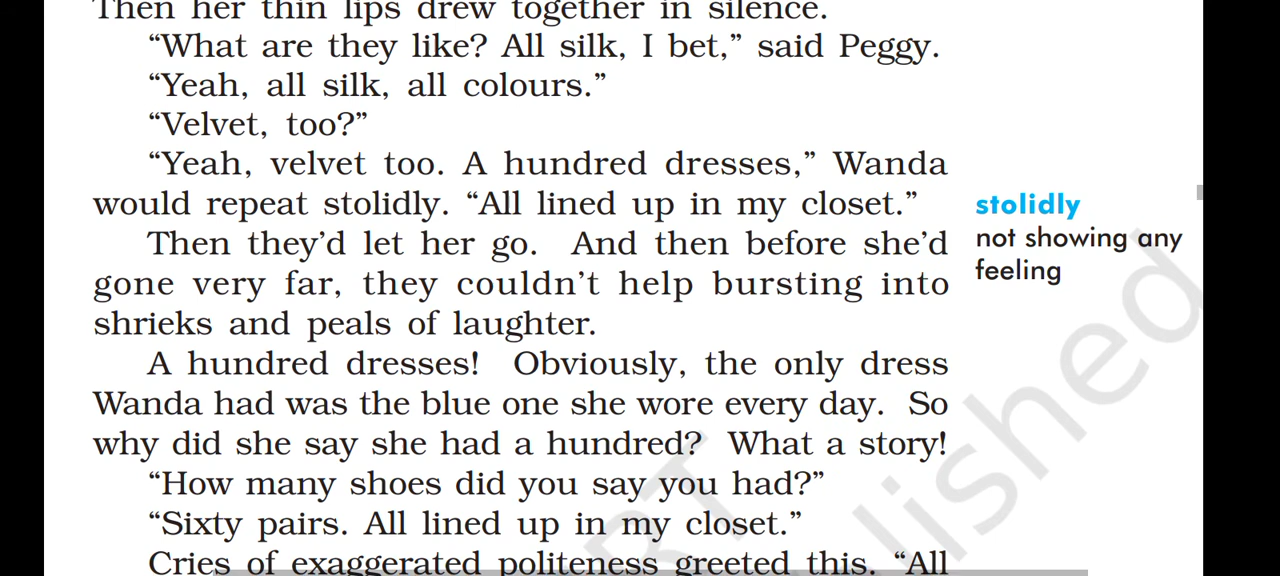 Then her thin lips drew together in silence.
“What are they like? All silk, I bet,” said Peggy.
“Yeah, all silk, all colours.”
“Velvet, too?”
“Yeah, velvet too. A hundred dresses,” Wanda
would repeat stolidly. “All lined up in my closet.”
Then they’d let her go. And then before she’d
gone very far, they couldn’t help bursting into
shrieks and peals of laughter.
A hundred dresses! Obviously, the only dress
Wanda had was the blue one she wore every day. So
why did she say she had a hundred? What a story!
“How many shoes did you say you had?”
“Sixty pairs. All lined up in my closet.”
Cries of exaggerated politeness greeted this. “All
stolidly
not showing any
feeling